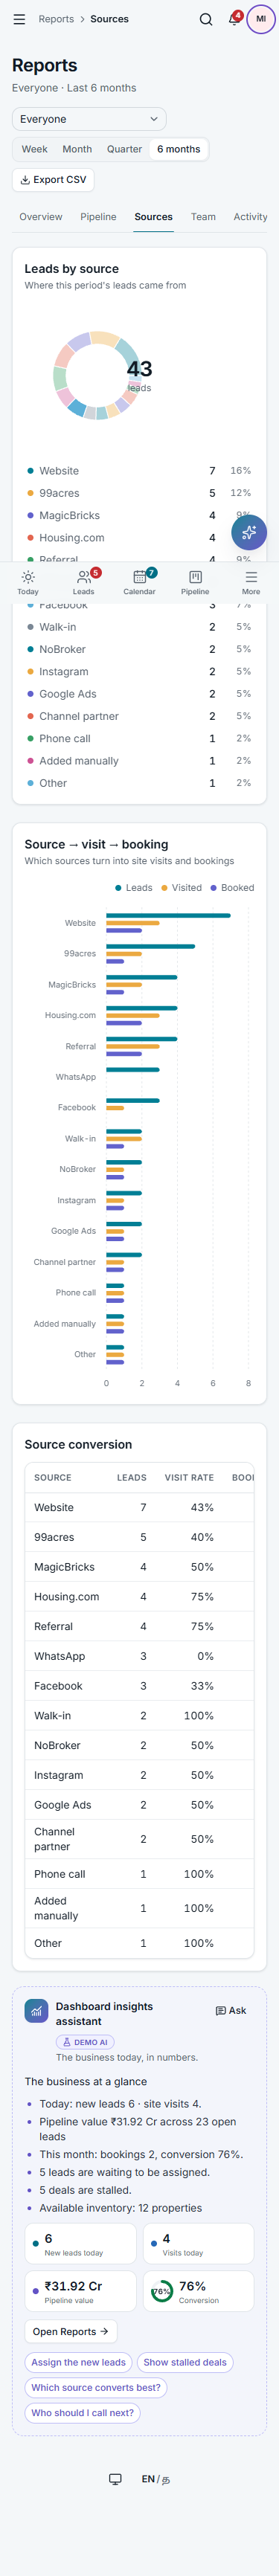 Reports > Sources
4
MI
Reports
Everyone · Last 6 months
Everyone
Week Month Quarter 6 months
Export CSV
Overview Pipeline Sources Team Activity
Leads by source
Where this period's leads came from
43
leads
Website 7 16%
99acres 5 12%
MagicBricks 4 9%
Housing.com 4
Referral 4 9%
5 7
Today Leads Calendar Pipeline More
Facebook 3 7%
Walk-in 2 5%
NoBroker 2 5%
Instagram 2 5%
Google Ads 2 5%
Channel partner 2 5%
Phone call 1 2%
Added manually 1 2%
Other 1 2%
Source → visit → booking
Which sources turn into site visits and bookings
Leads Visited Booked
Website
99acres
MagicBricks
Housing.com
Referral
WhatsApp
Facebook
Walk-in
NoBroker
Instagram
Google Ads
Channel partner
Phone call
Added manually
Other
0 2 4 6 8
Source conversion
SOURCE LEADS VISIT RATE BOOI
Website 7 43%
99acres 5 40%
MagicBricks 4 50%
Housing.com 4 75%
Referral 4 75%
WhatsApp 3 0%
Facebook 3 33%
Walk-in 2 100%
NoBroker 2 50%
Instagram 2 50%
Google Ads 2 50%
Channel
partner 2 50%
Phone call 1 100%
Added
manually 1 100%
Other 1 100%
Dashboard insights
assistant
Ask
DEMO AI
The business today, in numbers.
The business at a glance
• Today: new leads 6 · site visits 4.
• Pipeline value ₹31.92 Cr across 23 open
leads
• This month: bookings 2, conversion 76%.
• 5 leads are waiting to be assigned.
• 5 deals are stalled.
• Available inventory: 12 properties
6
New leads today
4
Visits today
₹31.92 Cr
Pipeline value
76% 76%
Conversion
Open Reports →
Assign the new leads Show stalled deals
Which source converts best?
Who should I call next?
EN / த